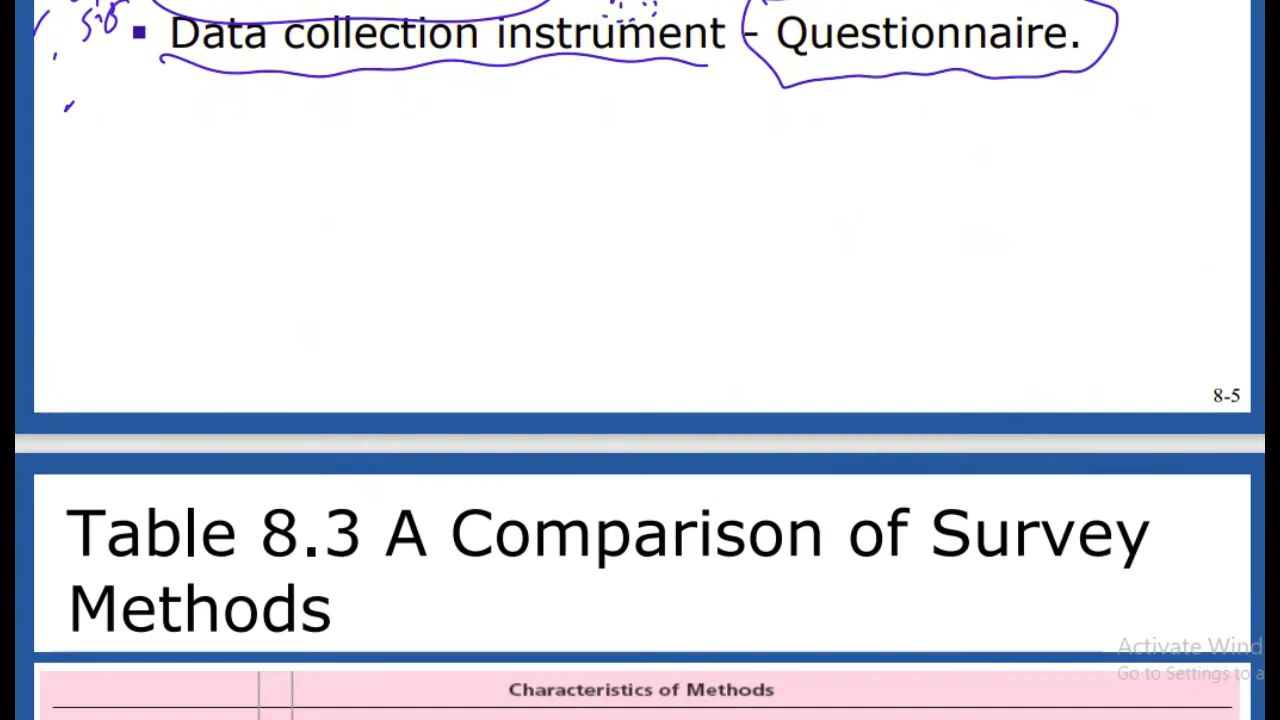 ▪ Data collection instrument - Questionnaire.
8-5
Table 8.3 A Comparison of Survey
Methods
Activate Wind
Go to Settings to a
Characteristics of Methods